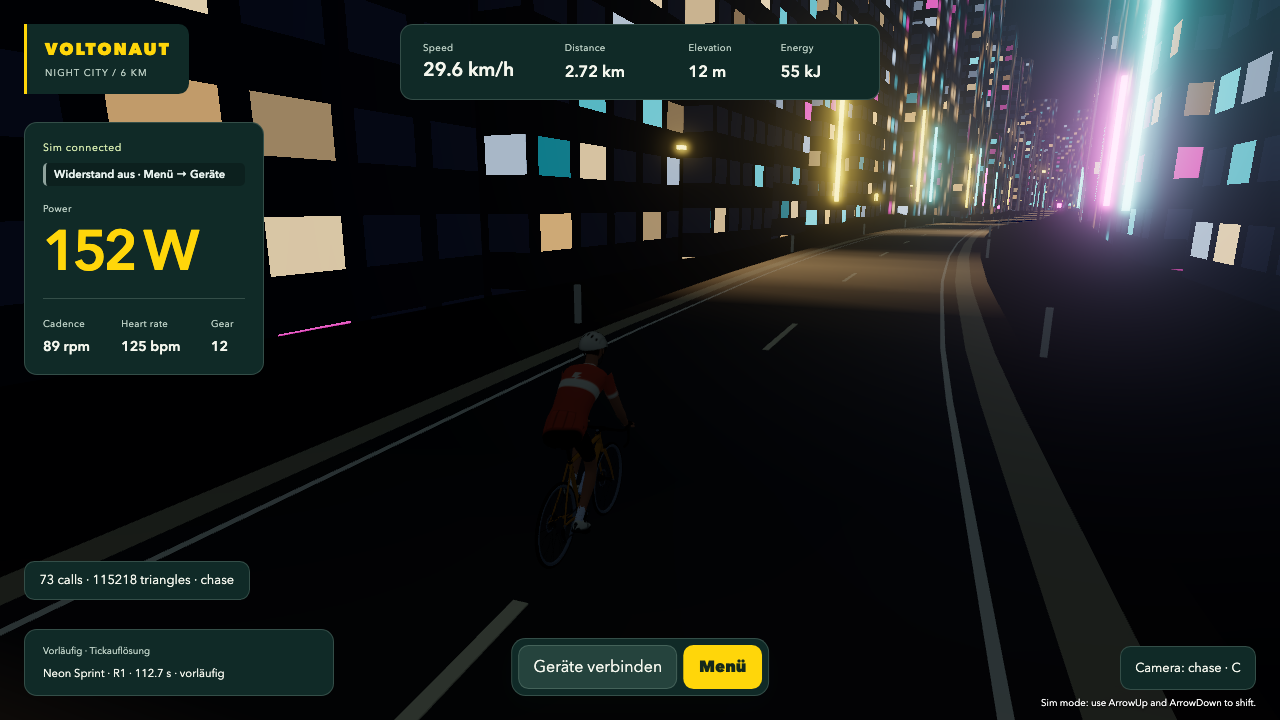 VOLTONAUT
NIGHT CITY / 6 KM
Speed Distance Elevation Energy
29.6 km/h 2.72 km 12 m 55 kJ
Sim connected
Widerstand aus · Menü → Geräte
Power
152 W
Cadence Heart rate Gear
89 rpm 125 bpm 12
73 calls · 115218 triangles · chase
Vorläufig · Tickauflösung
Neon Sprint · R1 · 112.7 s · vorläufig
Geräte verbinden Menü
Camera: chase · C
Sim mode: use ArrowUp and ArrowDown to shift.